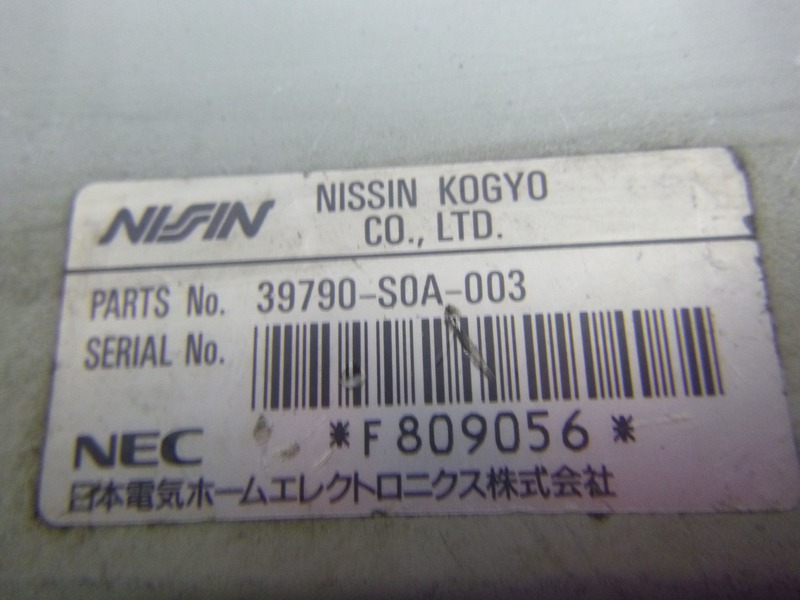 NISSIN NISSIN KOGYO
CO., LTD.
PARTS No. 39790-S0A-003
SERIAL No.
*F809056*
NEC
日本電気ホームエレクトロニクス株式会社